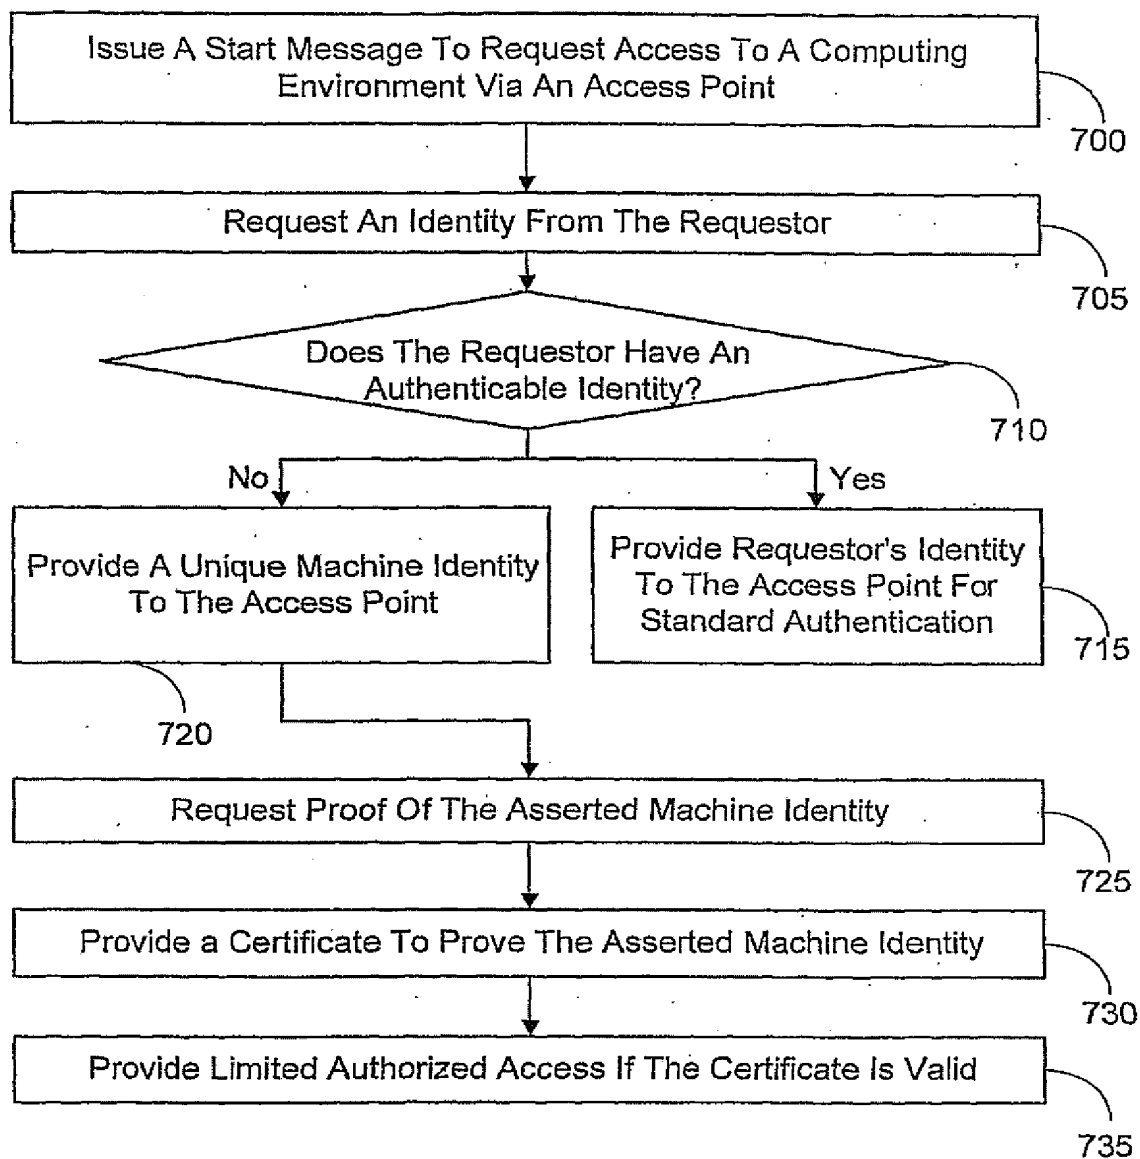 Issue A Start Message To Request Access To A Computing
Environment Via An Access Point
700
Request An Identity From The Requestor
705
Does The Requestor Have An
Authenticable Identity?
710
No
Yes
Provide A Unique Machine Identity
To The Access Point
720
Provide Requestor's Identity
To The Access Point For
Standard Authentication
715
Request Proof Of The Asserted Machine Identity
725
Provide a Certificate To Prove The Asserted Machine Identity
730
Provide Limited Authorized Access If The Certificate Is Valid
735